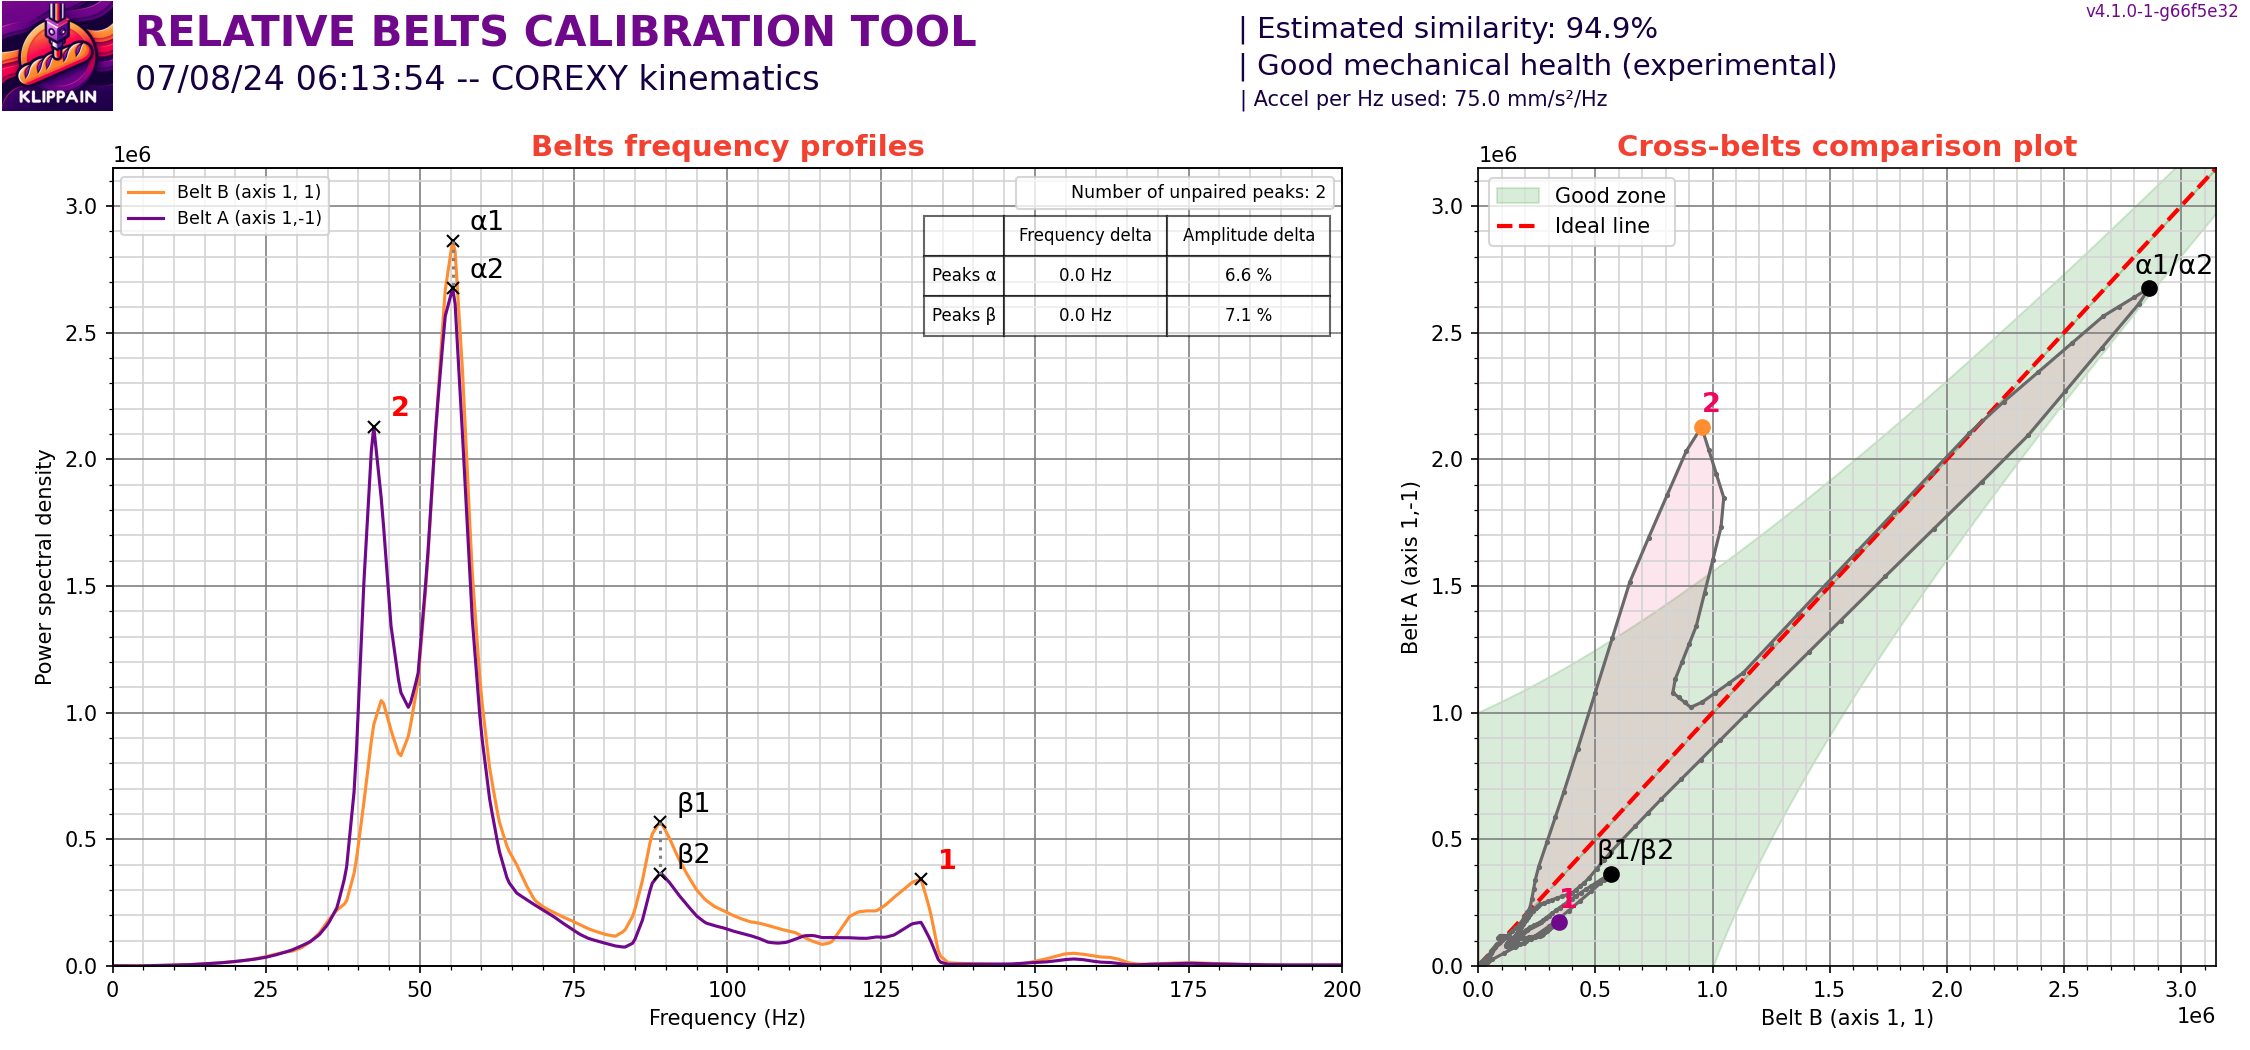 KLIPPAIN
RELATIVE BELTS CALIBRATION TOOL
07/08/24 06:13:54 -- COREXY kinematics
| Estimated similarity: 94.9%
| Good mechanical health (experimental)
| Accel per Hz used: 75.0 mm/s²/Hz
v4.1.0-1-g66f5e32
Belts frequency profiles
1e6
Belt B (axis 1, 1)
Belt A (axis 1,-1)
Number of unpaired peaks: 2
Frequency delta Amplitude delta
Peaks α 0.0 Hz 6.6 %
Peaks β 0.0 Hz 7.1 %
α1
α2
2
β1
β2
1
Power spectral density
3.0
2.5
2.0
1.5
1.0
0.5
0.0
0 25 50 75 100 125 150 175 200
Frequency (Hz)
Cross-belts comparison plot
1e6
Good zone
Ideal line
α1/α2
2
β1/β2
1
Belt A (axis 1,-1)
3.0
2.5
2.0
1.5
1.0
0.5
0.0
0.0 0.5 1.0 1.5 2.0 2.5 3.0
Belt B (axis 1, 1)
1e6